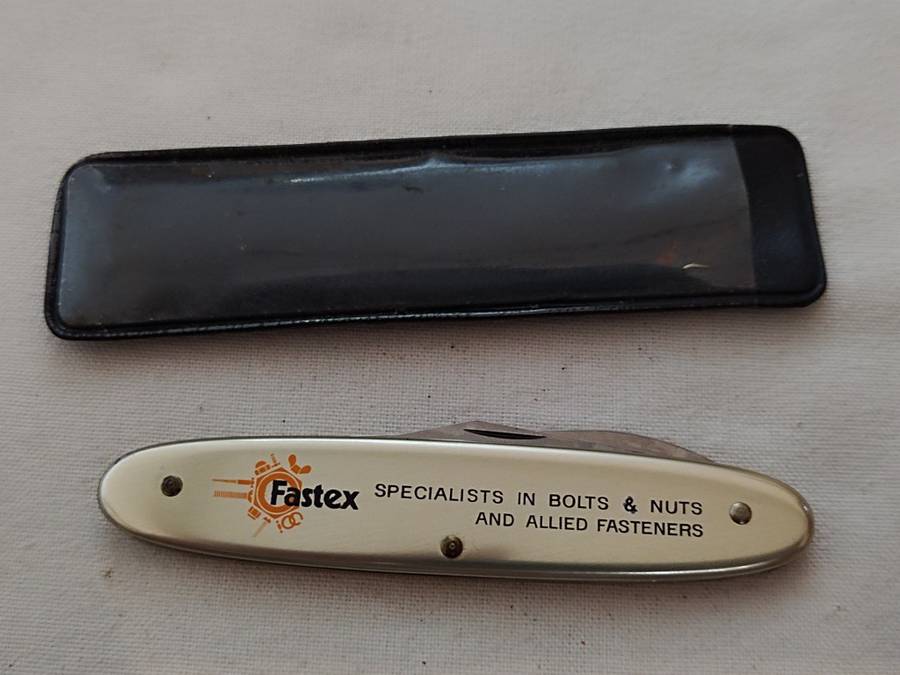 Fastex
SPECIALISTS IN BOLTS & NUTS
AND ALLIED FASTENERS